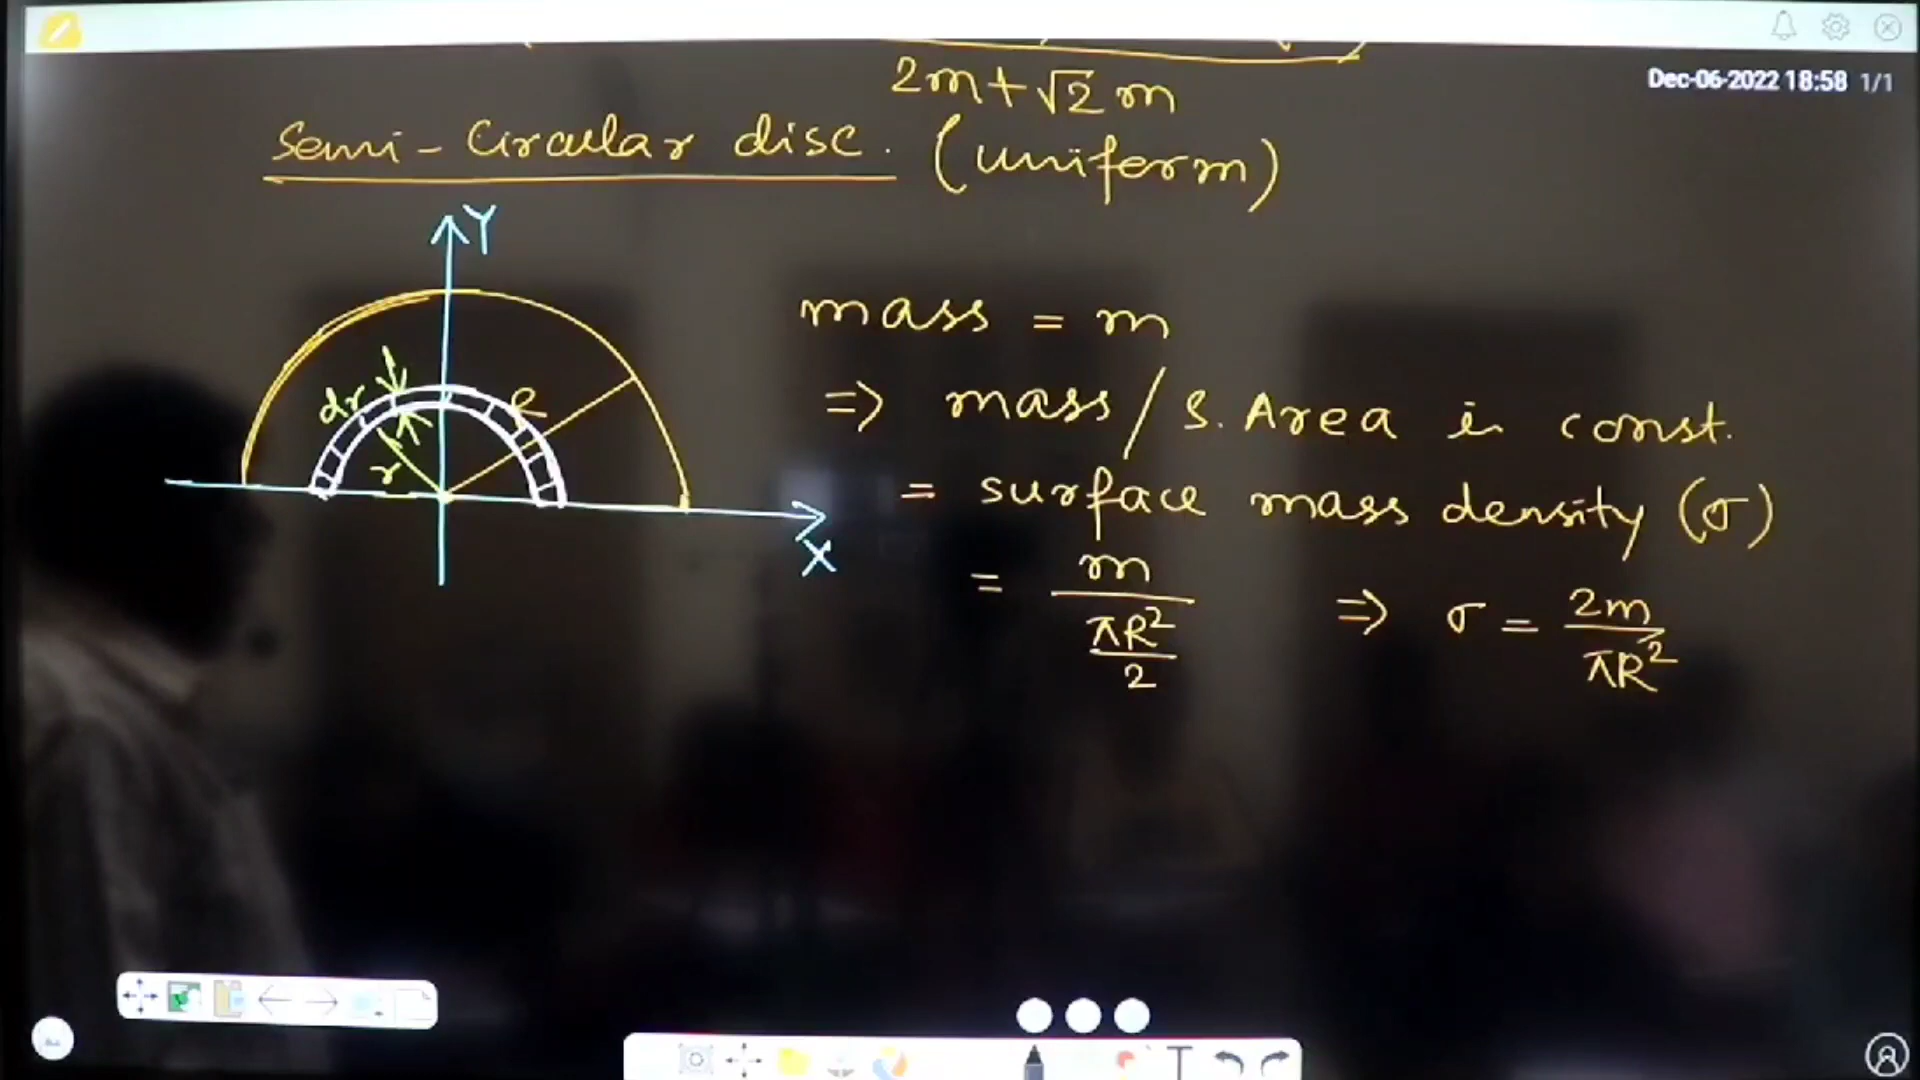 Dec-06-2022 18:58 1/1
2m+√2 m
Semi-Circular disc. (uniform)
Y
mass = m
dr R
⇒ mass / S. Area is const.
r
= surface mass density (σ)
X
= m / (πR²/2) ⇒ σ = 2m / πR²
T